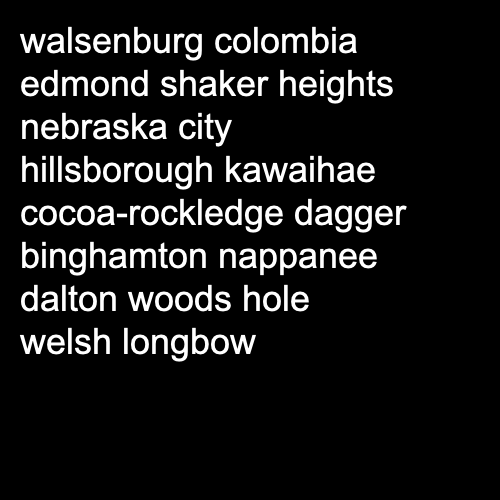 walsenburg colombia
edmond shaker heights
nebraska city
hillsborough kawaihae
cocoa-rockledge dagger
binghamton nappanee
dalton woods hole
welsh longbow